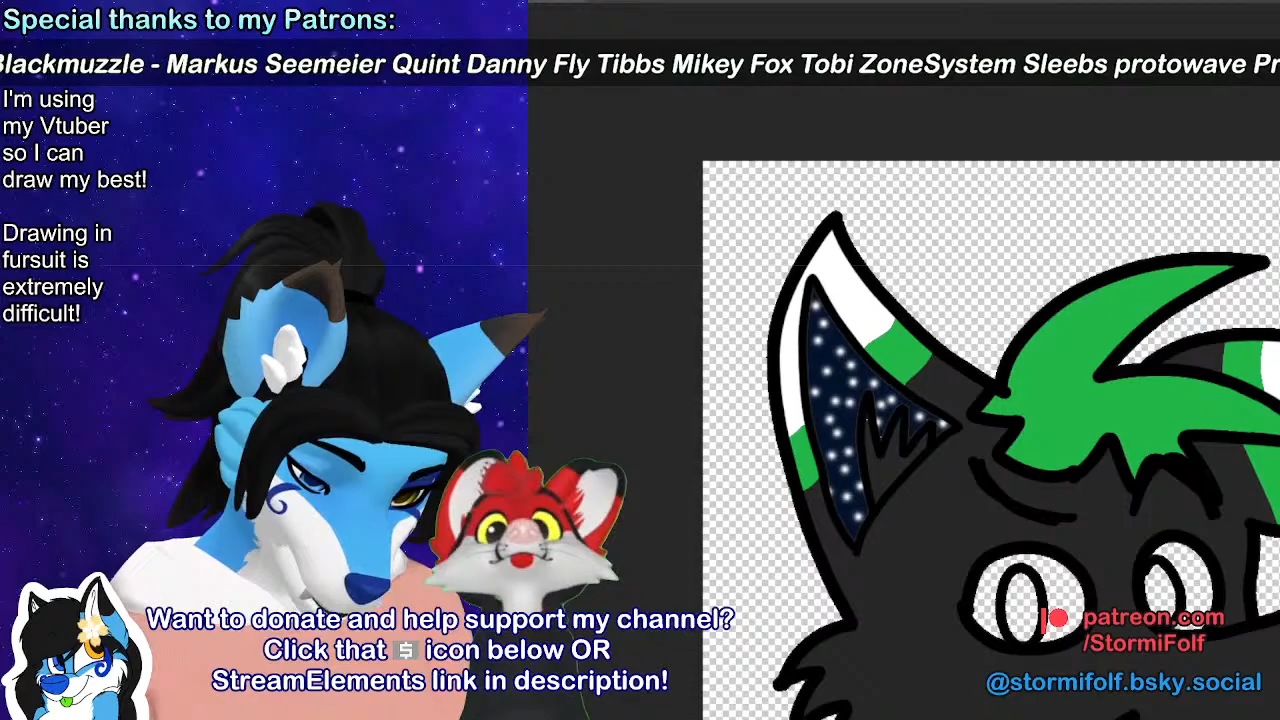 Special thanks to my Patrons:
Blackmuzzle - Markus Seemeier Quint Danny Fly Tibbs Mikey Fox Tobi ZoneSystem Sleebs protowave Pr
I'm using
my Vtuber
so I can
draw my best!
Drawing in
fursuit is
extremely
difficult!
Want to donate and help support my channel?
Click that $ icon below OR
StreamElements link in description!
patreon.com
/StormiFolf
@stormifolf.bsky.social